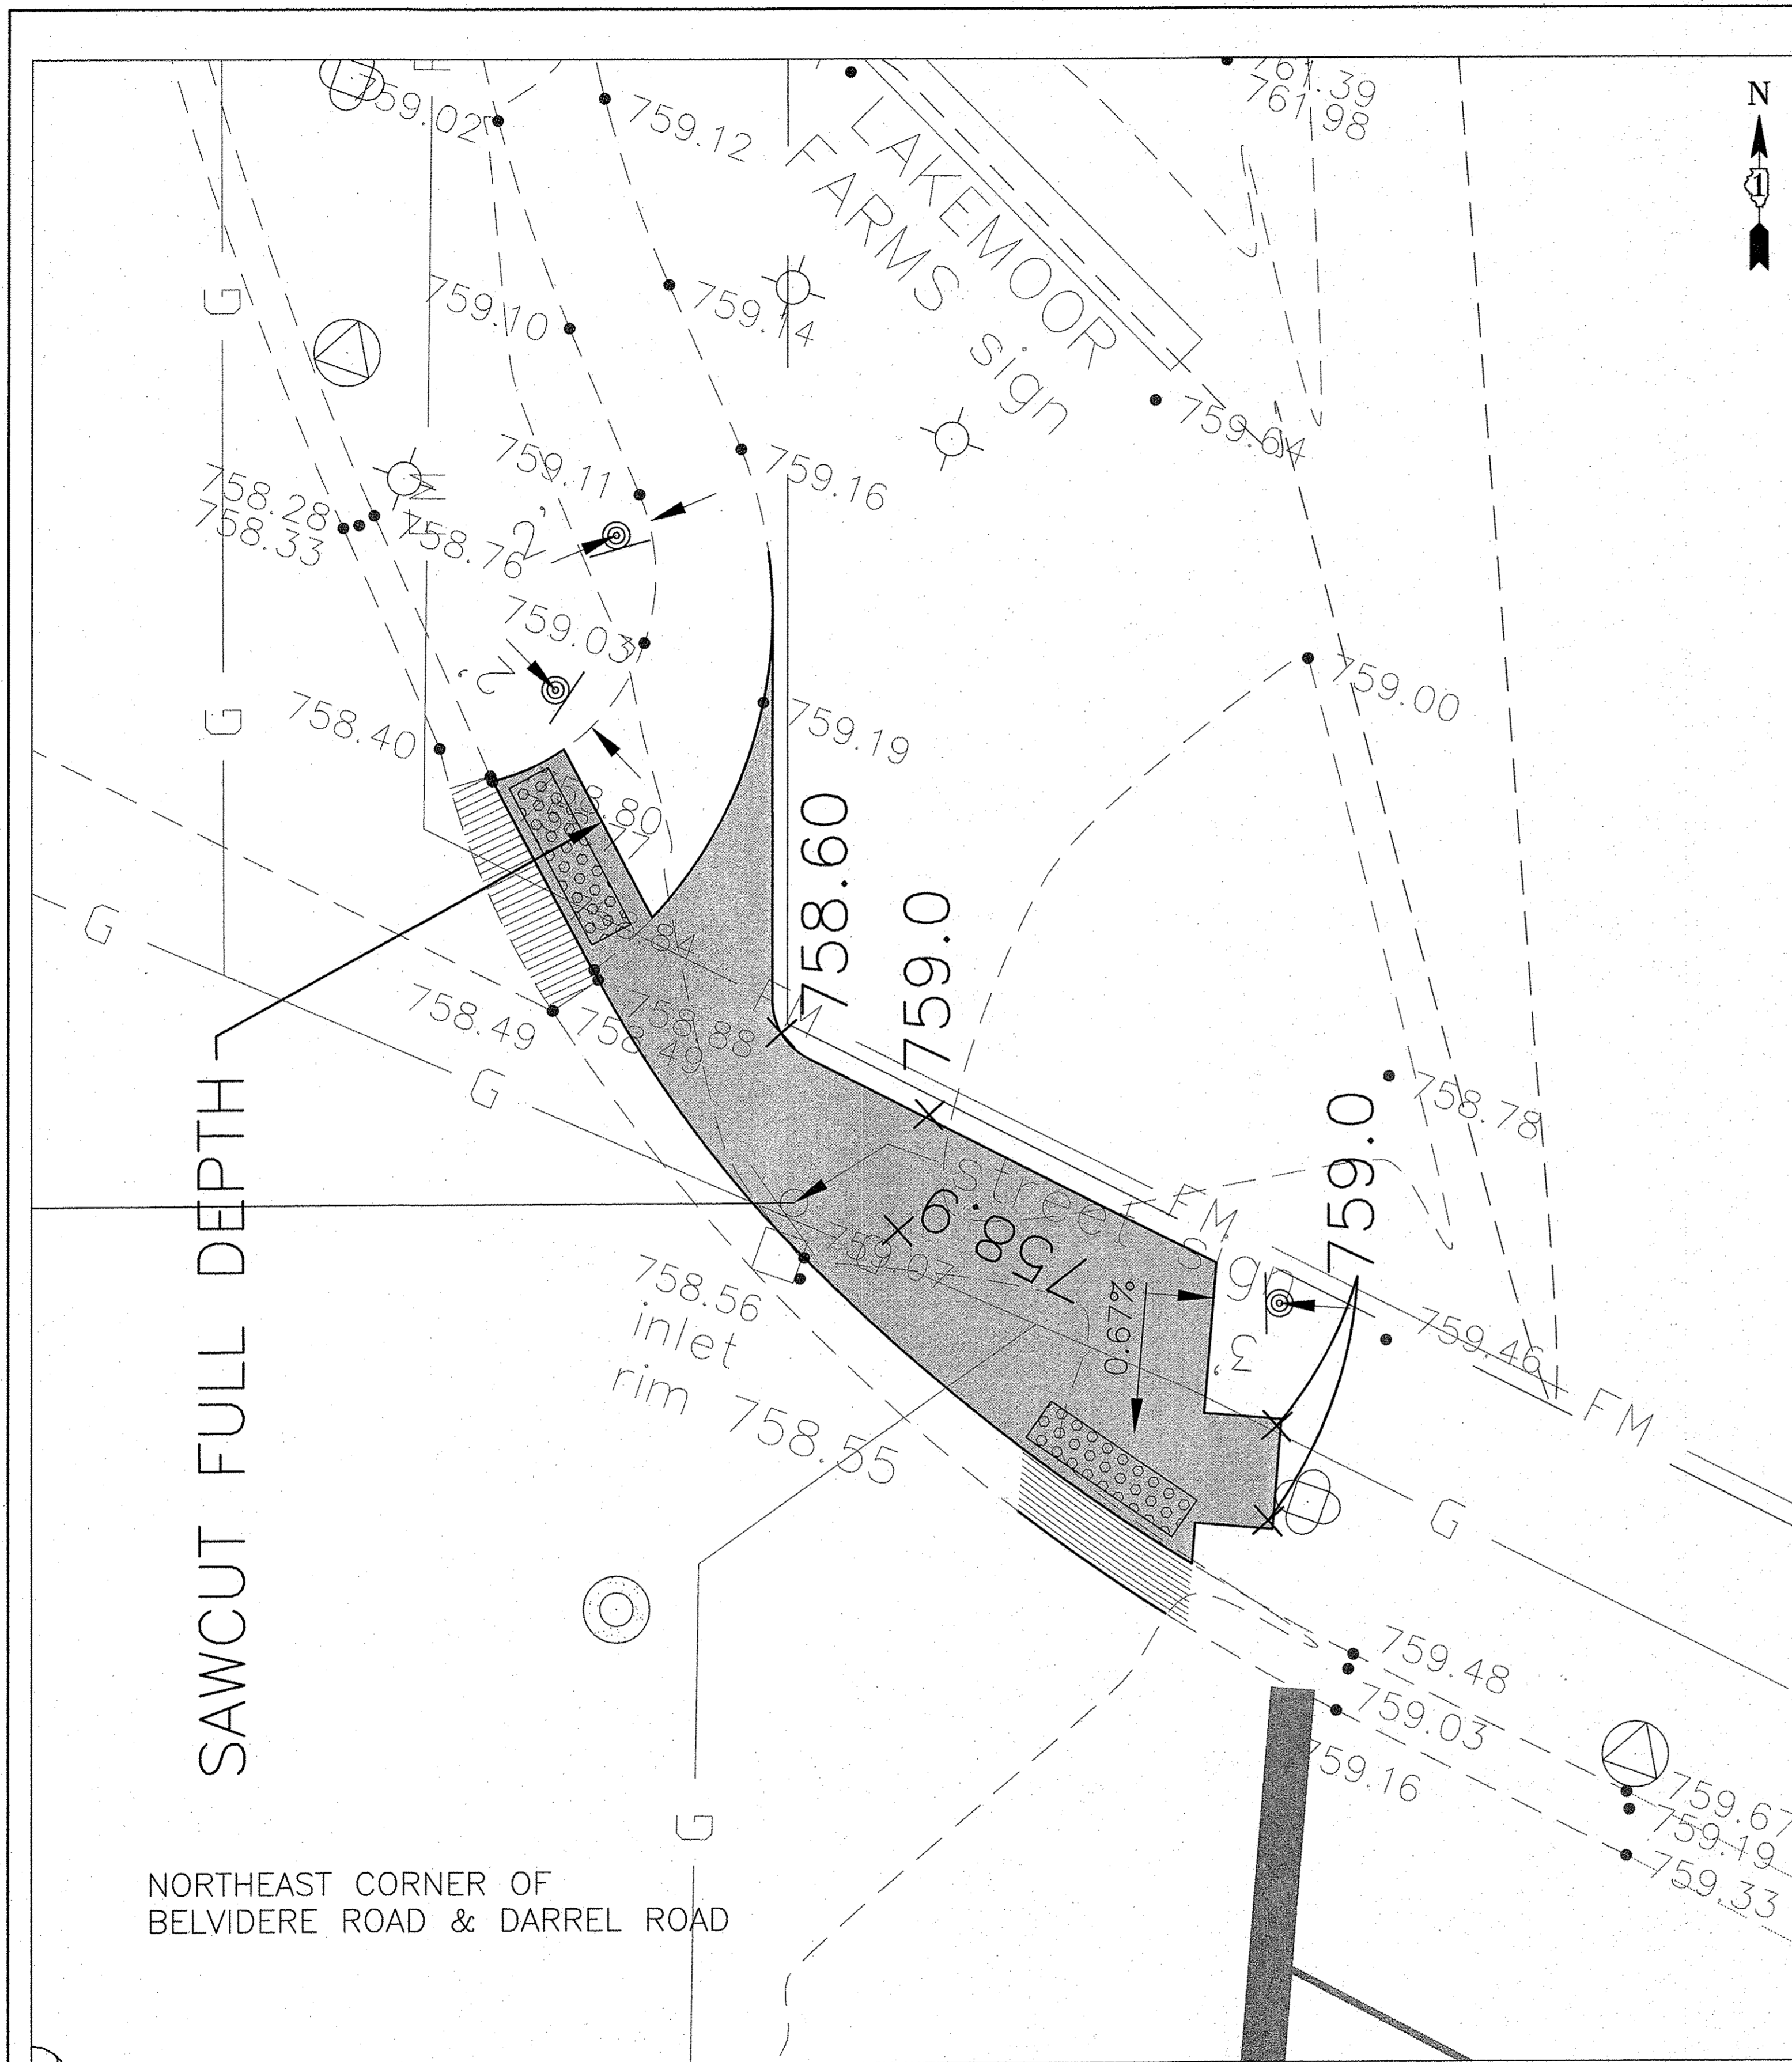 761.39
761.98
N
1
759.02
759.12
LAKEMOOR
FARMS
sign
G
759.10
759.14
759.64
759.11
759.16
758.28
758.33
758.76
2'
FM
759.03
2'
759.00
758.40
759.19
G
758.60
759.0
G
758.49
758.49
758.88
FM
G
758.78
759.0
Street
sign
FM
758.9
759.07
758.56
inlet
rim 758.55
0.67%
3'
759.46
FM
G
SAWCUT FULL DEPTH
759.48
759.03
759.16
759.67
759.19
759.33
G
NORTHEAST CORNER OF
BELVIDERE ROAD & DARREL ROAD